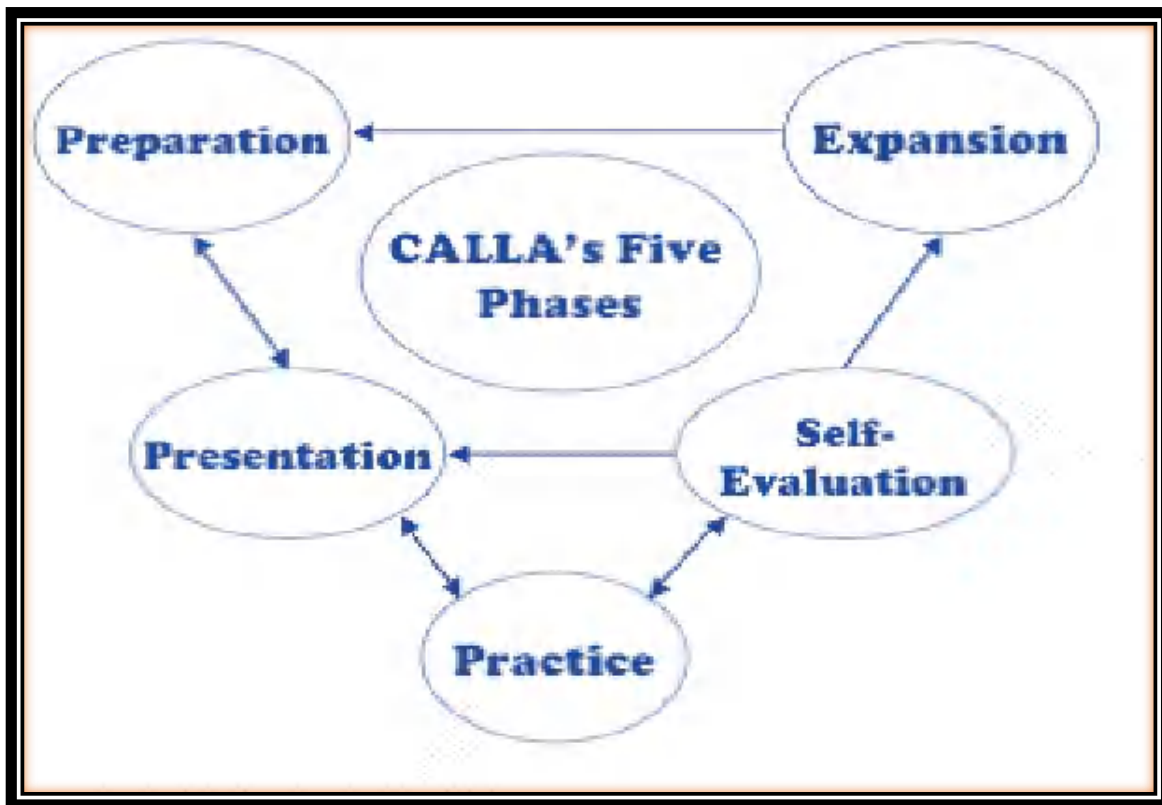 Preparation
Expansion
CALLA's Five
Phases
Presentation
Self-
Evaluation
Practice